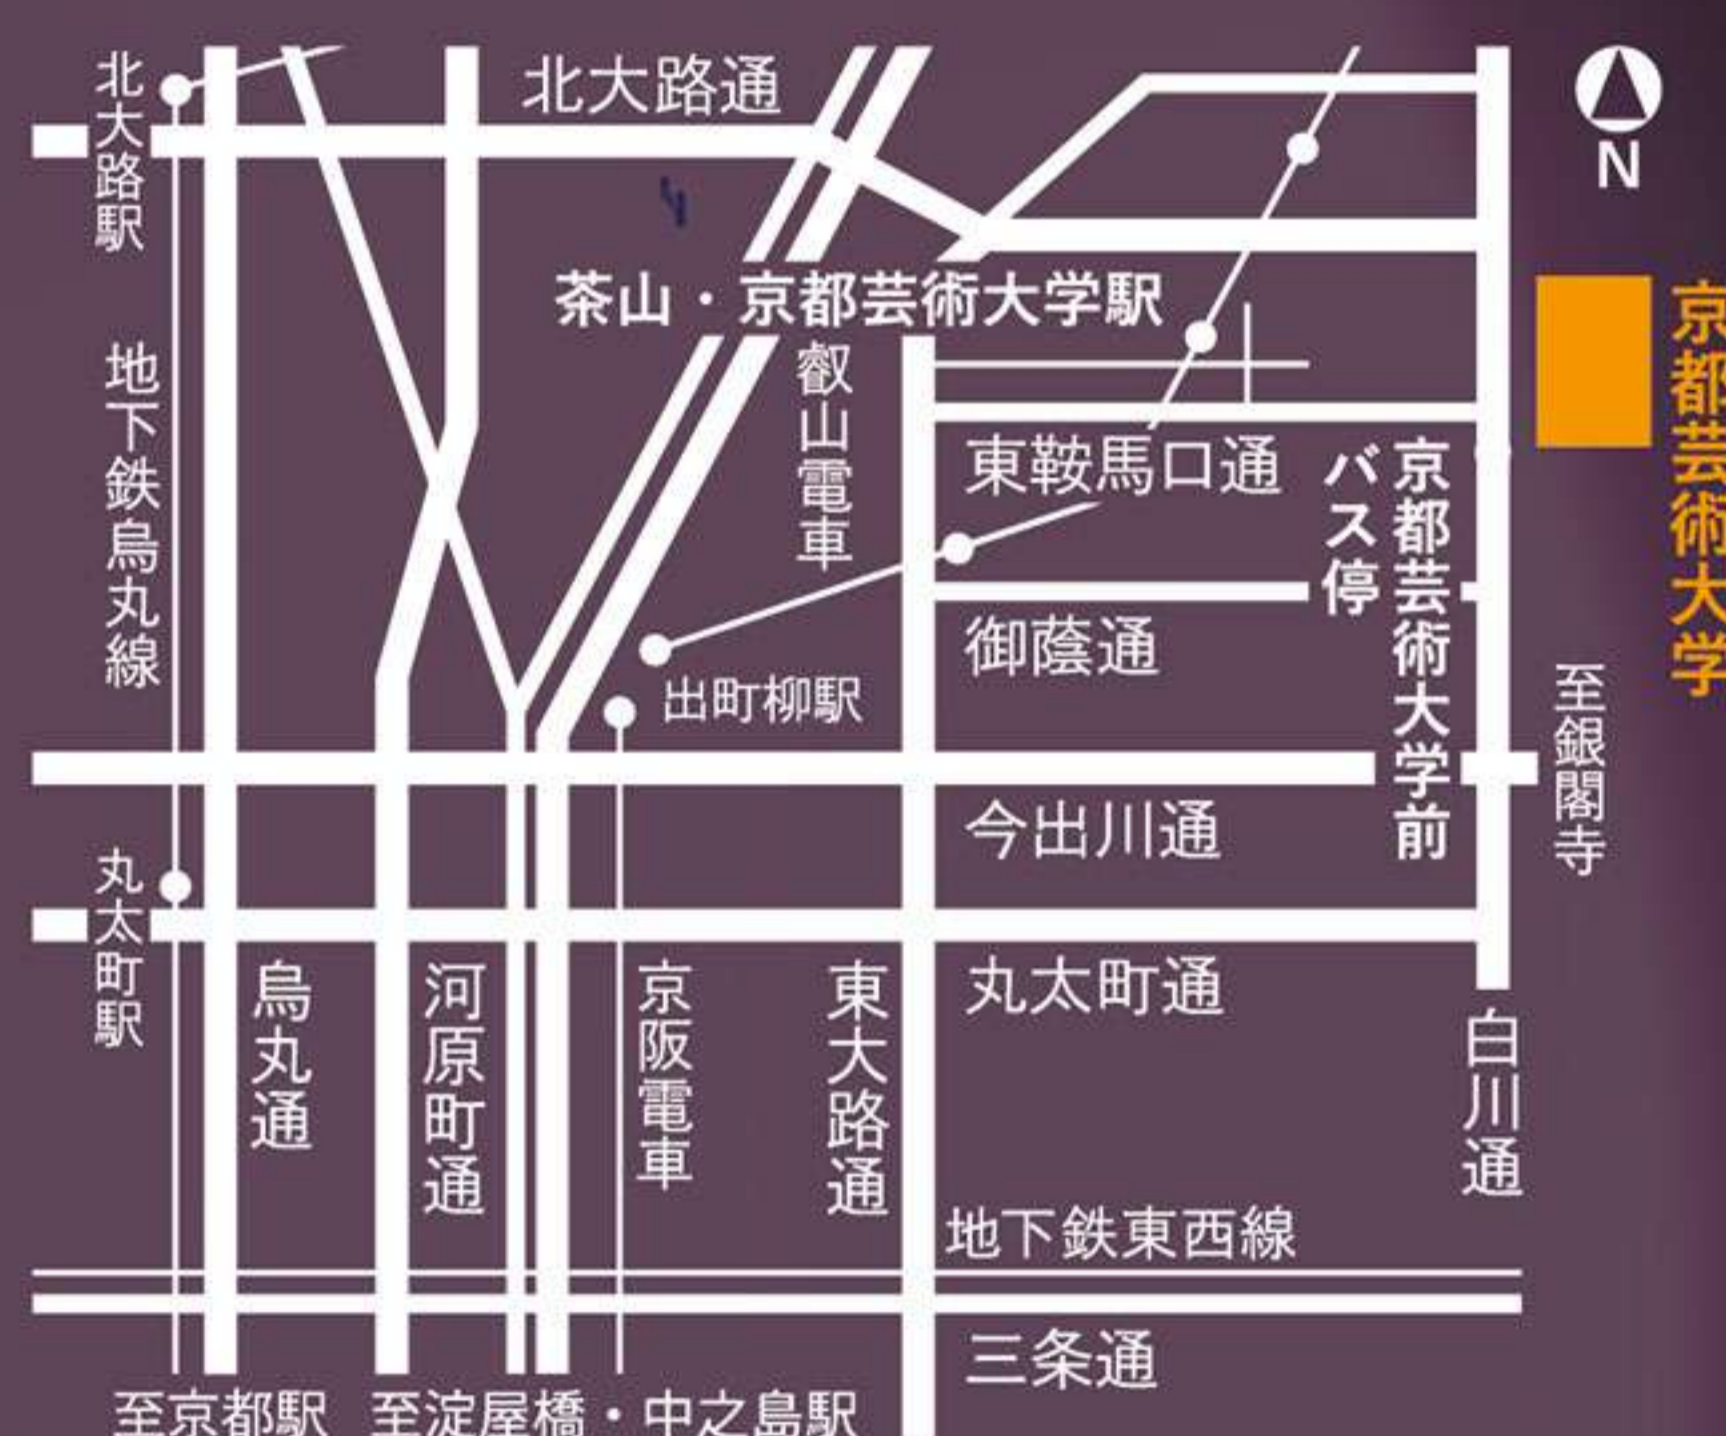 北大路駅
北大路通
N
茶山・京都芸術大学駅
京都芸術大学
地下鉄烏丸線
叡山電車
東鞍馬口通
京都芸術大学前
バス停
御蔭通
出町柳駅
至銀閣寺
今出川通
丸太町駅
烏丸通
河原町通
京阪電車
東大路通
丸太町通
白川通
地下鉄東西線
三条通
至京都駅
至淀屋橋・中之島駅